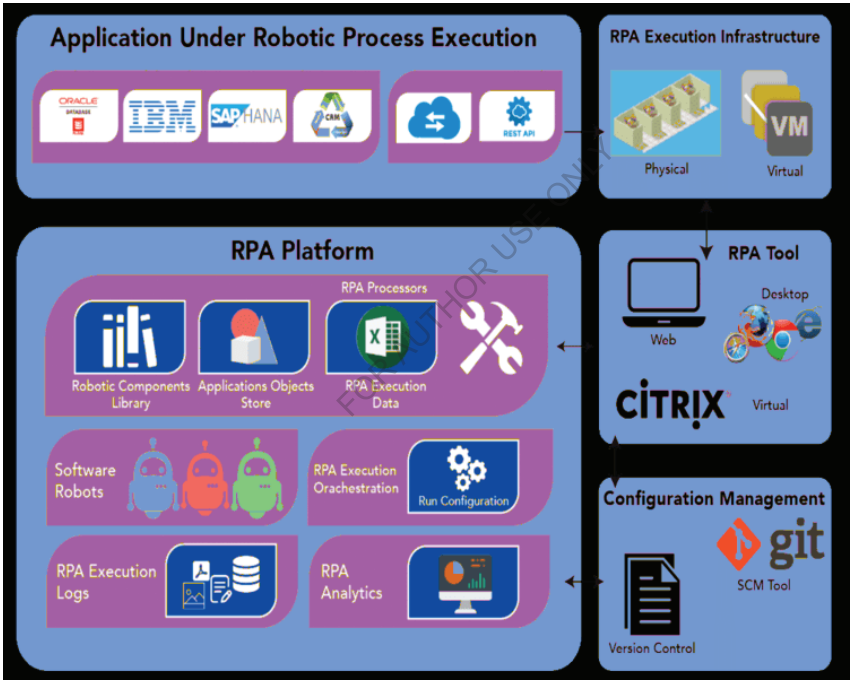 Application Under Robotic Process Execution
ORACLE
DATABASE
IBM
SAP HANA
CRM
REST API
RPA Execution Infrastructure
VM
Physical
Virtual
RPA Platform
RPA Processors
Robotic Components
Library
Applications Objects
Store
X
RPA Execution
Data
Software
Robots
RPA Execution
Orachestration
Run Configuration
RPA Execution
Logs
RPA
Analytics
RPA Tool
Desktop
Web
CİTRIX
Virtual
Configuration Management
git
SCM Tool
Version Control
FOR AUTHOR USE ONLY